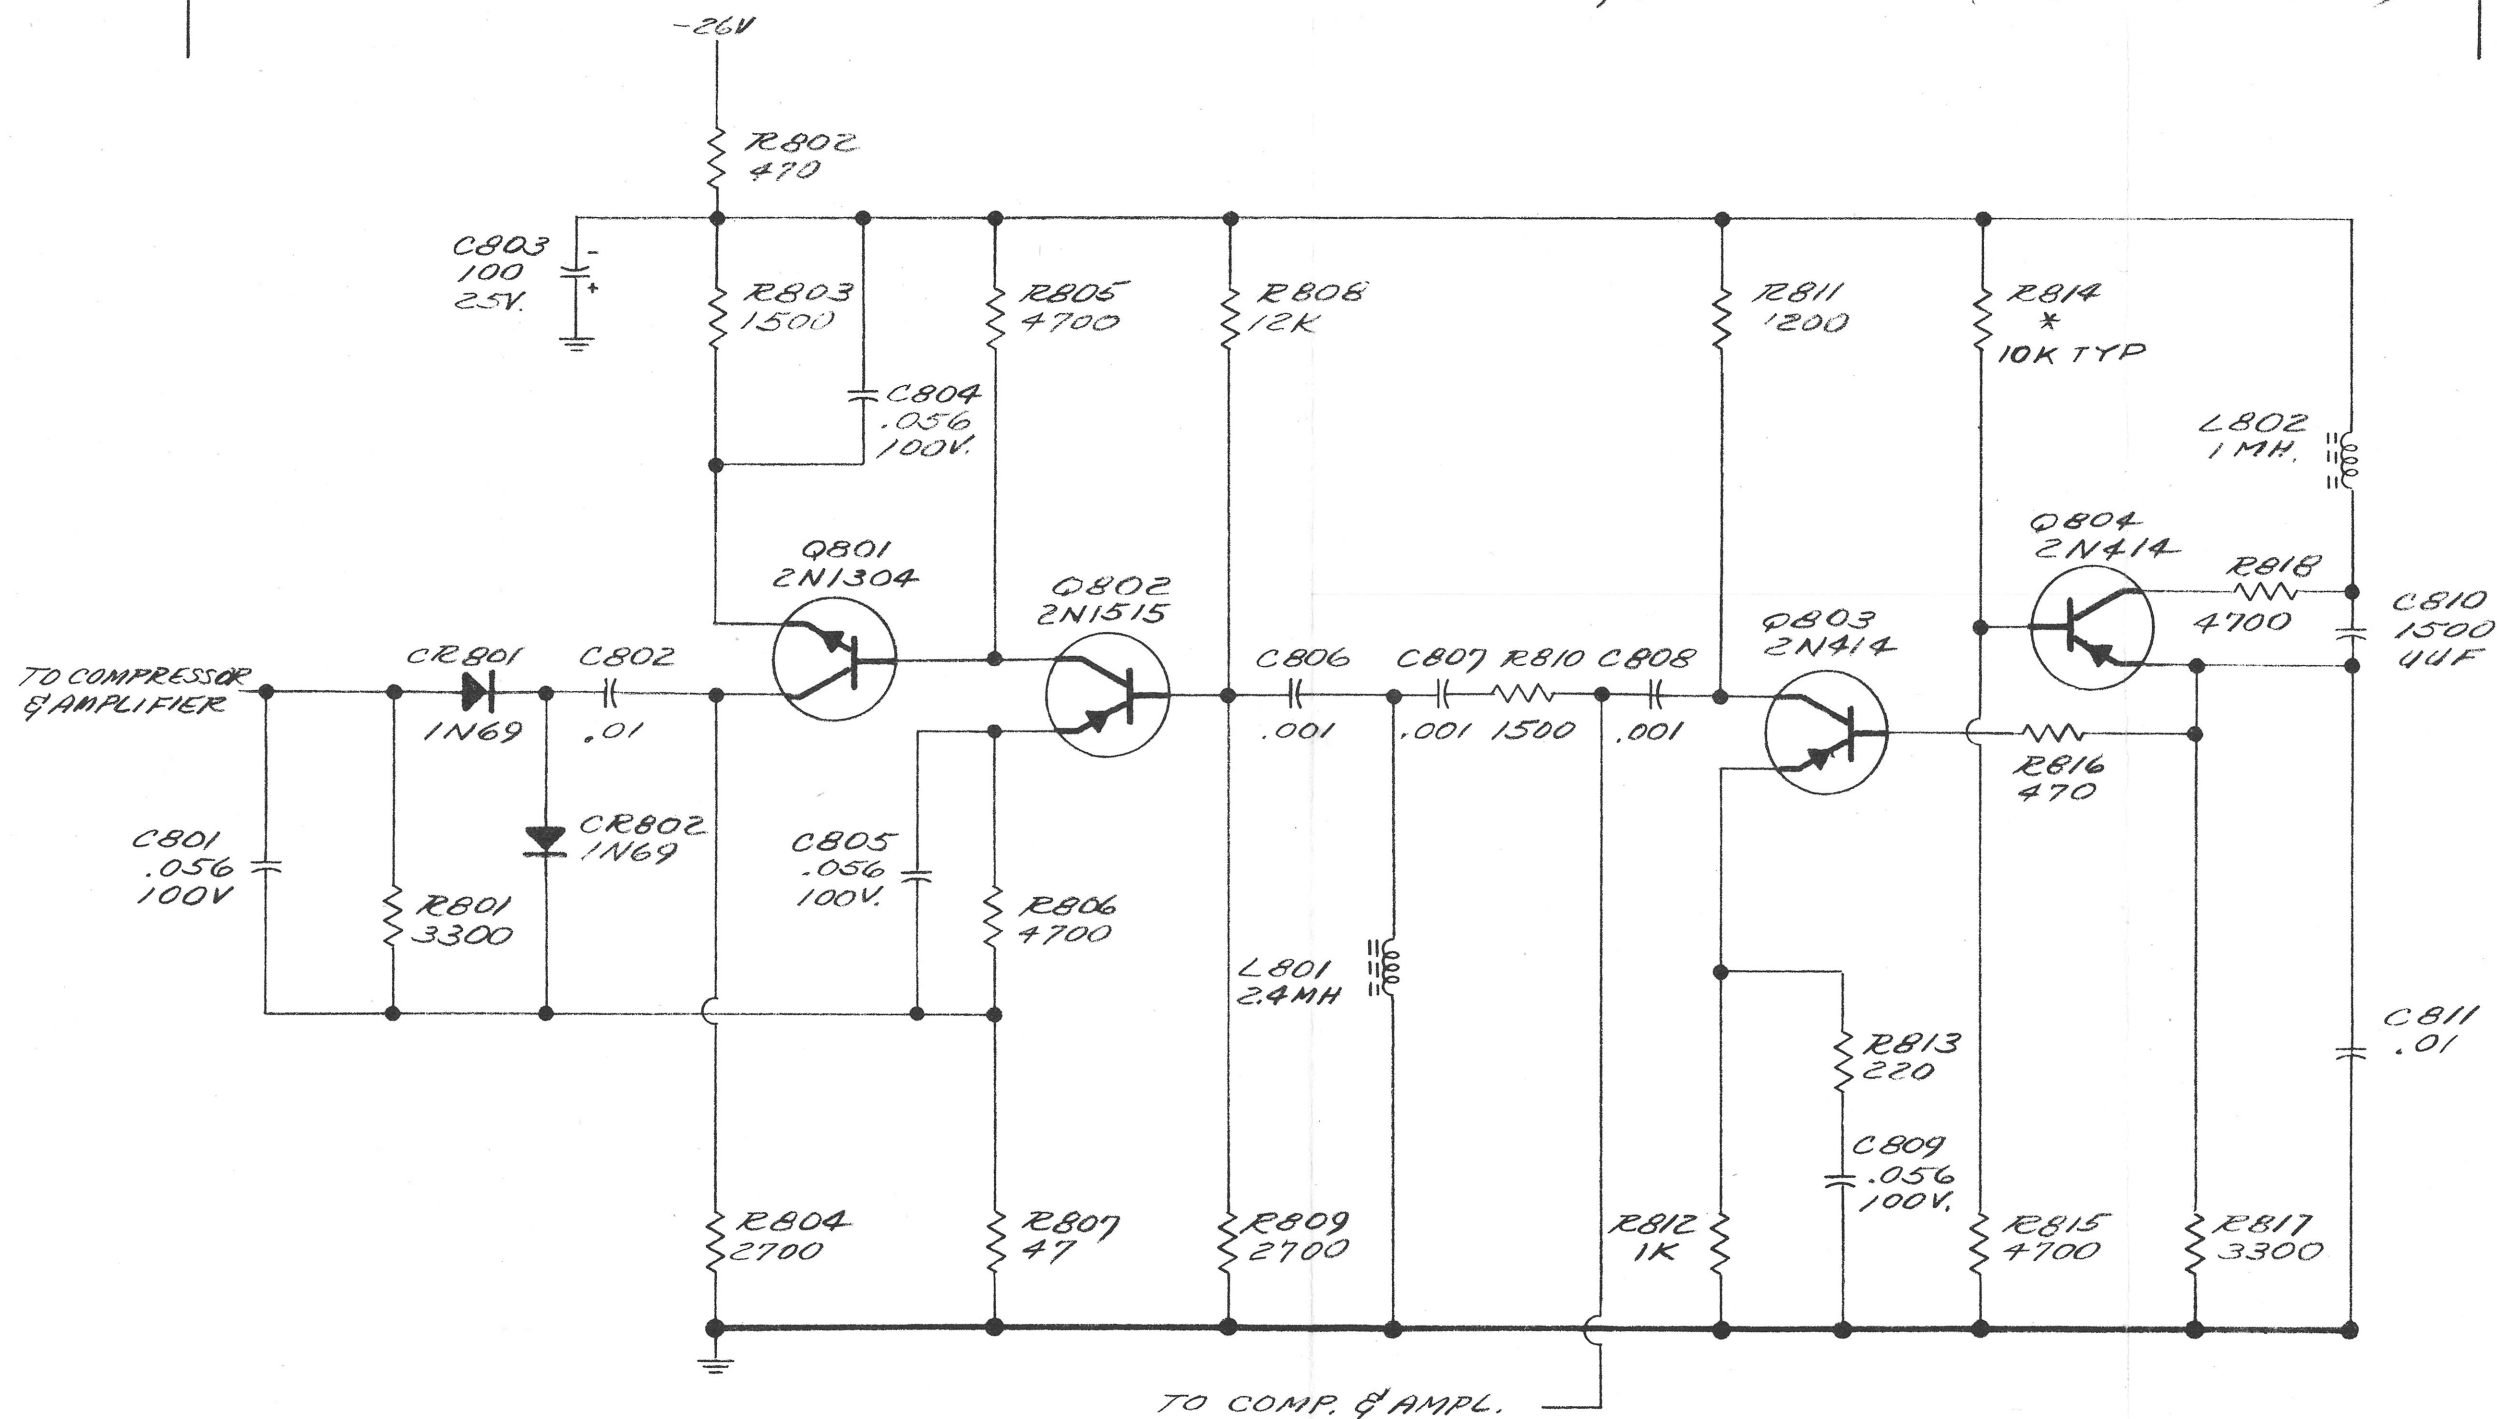 -26V
R802
470
C803
100
25V.
-
+
R803
1500
C804
.056
100V.
R805
4700
R808
12K
R811
1200
R814
*
10K TYP
L802
1 MH.
Q801
2N1304
Q802
2N1515
Q803
2N414
Q804
2N414
R818
4700
C810
1500
UUF
TO COMPRESSOR
& AMPLIFIER
CR801
1N69
C802
.01
C806
.001
C807
.001
R810
1500
C808
.001
R816
470
C801
.056
100V
R801
3300
CR802
1N69
C805
.056
100V.
R806
4700
L801
2.4MH
R813
220
C809
.056
100V.
C811
.01
R804
2700
R807
47
R809
2700
R812
1K
R815
4700
R817
3300
TO COMP. & AMPL.